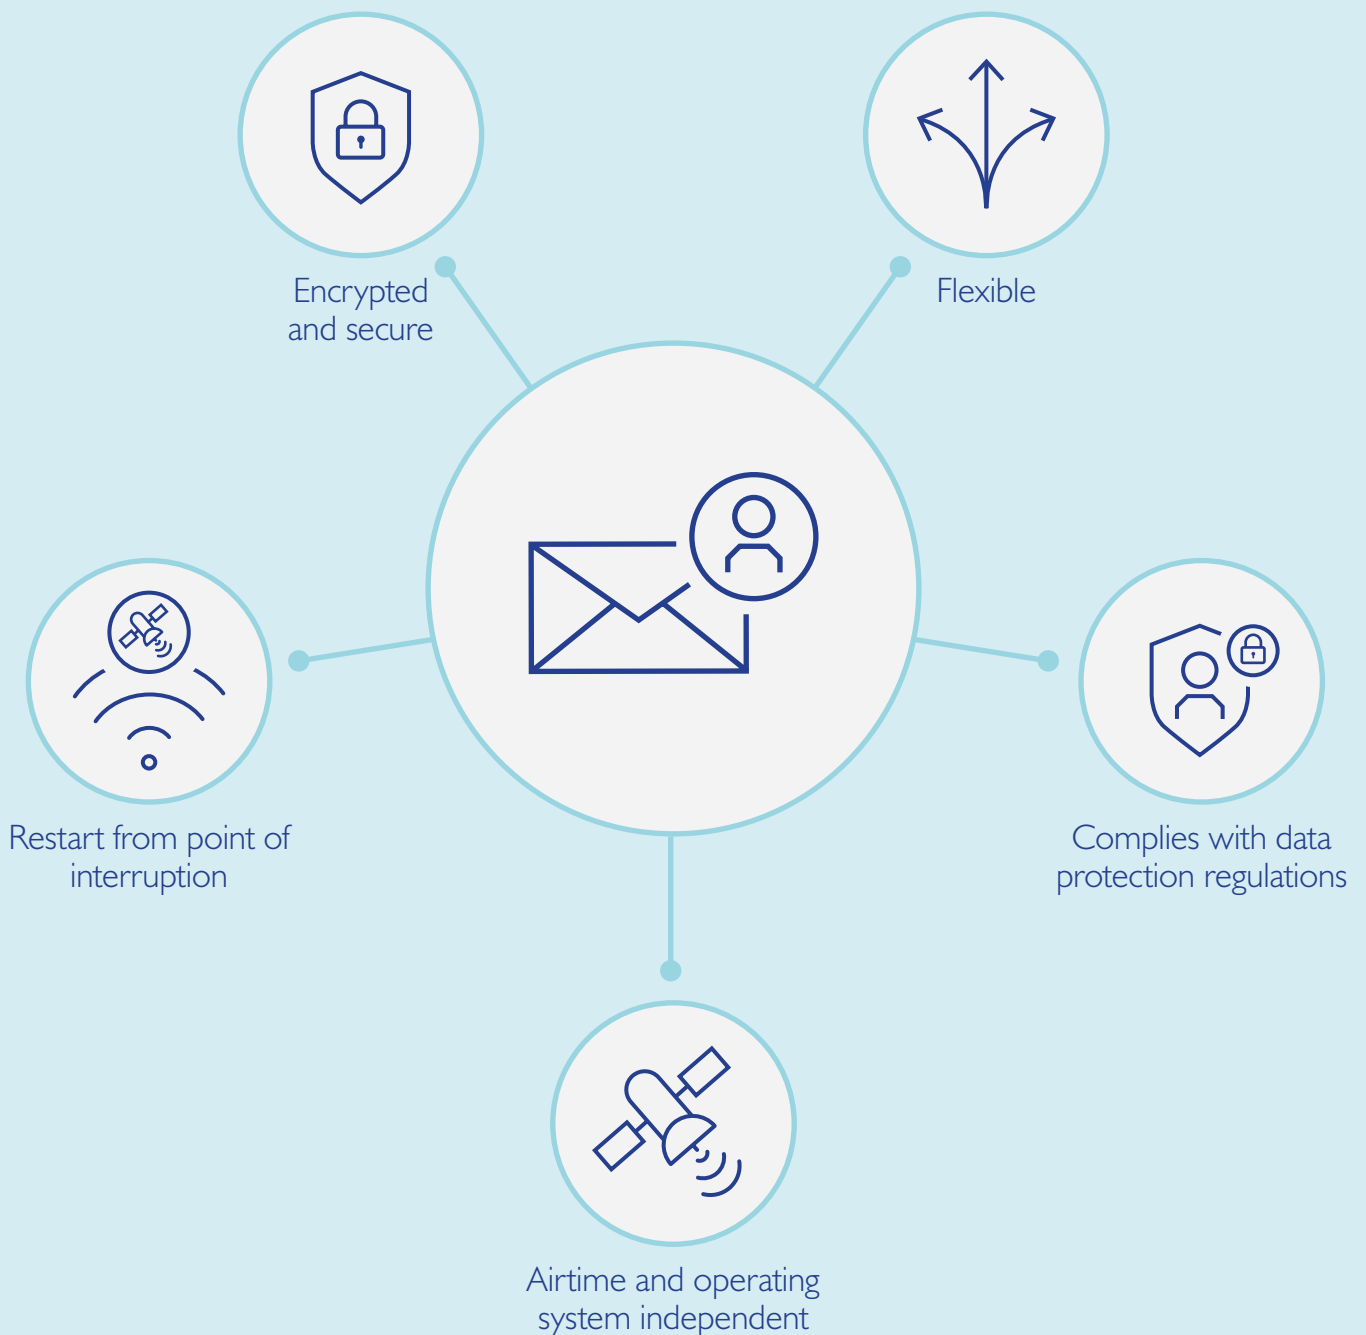 Encrypted
and secure
Flexible
Restart from point of
interruption
Complies with data
protection regulations
Airtime and operating
system independent